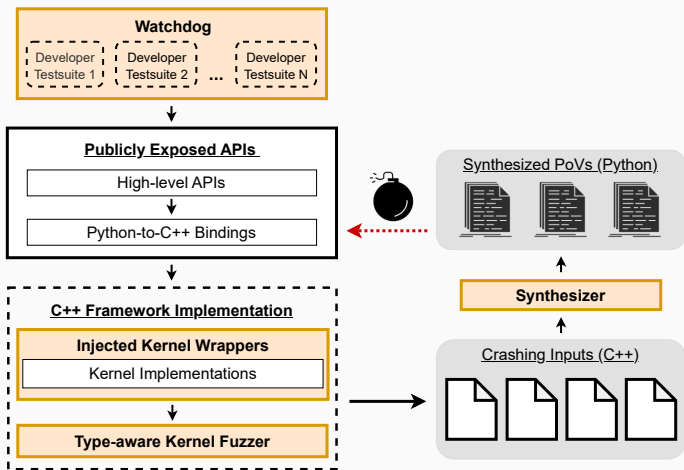 Watchdog
Developer
Testsuite 1
Developer
Testsuite 2
...
Developer
Testsuite N
Publicly Exposed APIs
High-level APIs
Python-to-C++ Bindings
C++ Framework Implementation
Injected Kernel Wrappers
Kernel Implementations
Type-aware Kernel Fuzzer
Synthesized PoVs (Python)
Synthesizer
Crashing Inputs (C++)